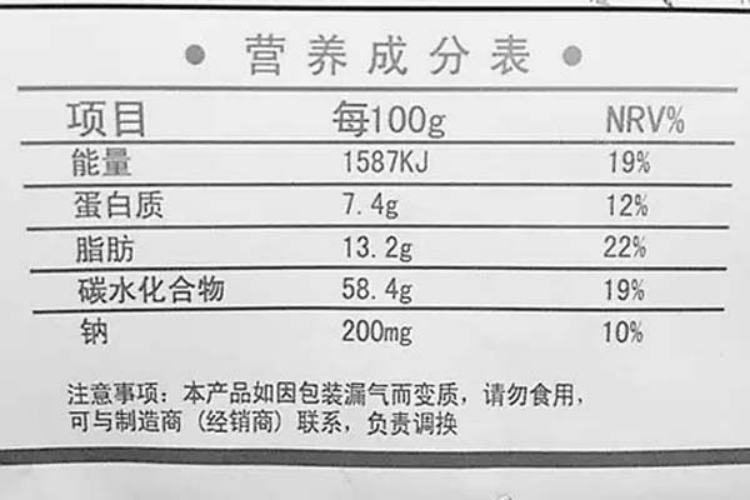 • 营养成分表 •
项目 每100g NRV%
能量 1587KJ 19%
蛋白质 7.4g 12%
脂肪 13.2g 22%
碳水化合物 58.4g 19%
钠 200mg 10%
注意事项：本产品如因包装漏气而变质，请勿食用，
可与制造商（经销商）联系，负责调换